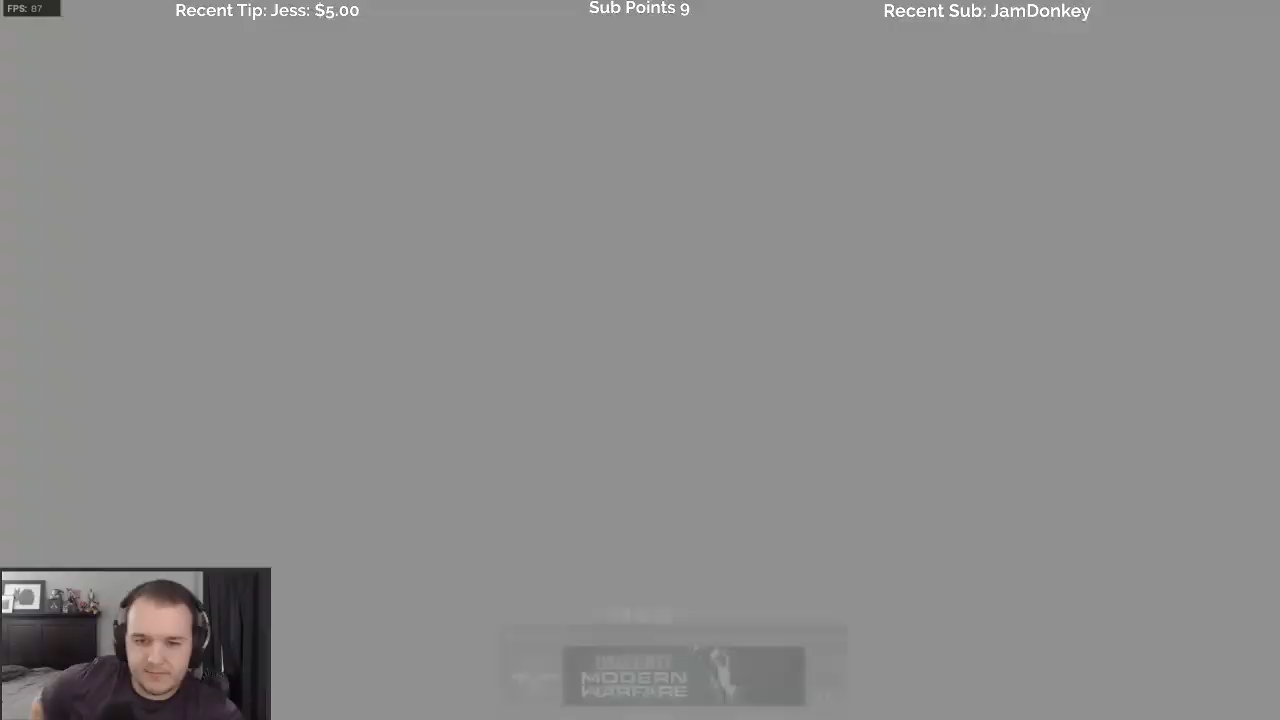 FPS: 87
Recent Tip: Jess: $5.00
Sub Points 9
Recent Sub: JamDonkey
MODERN
WARFARE